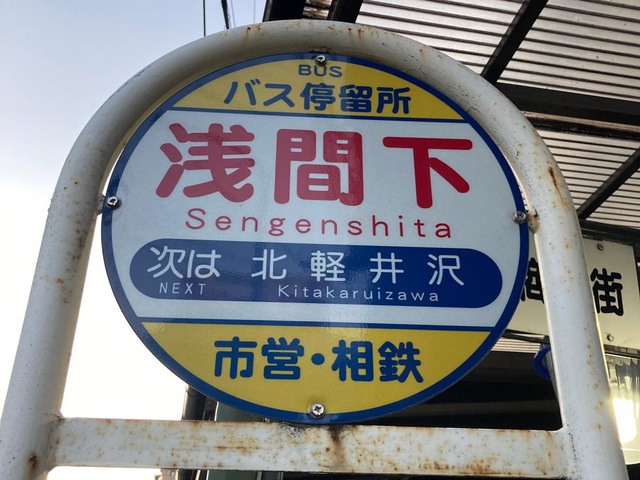 BUS
バス停留所
浅間下
Sengenshita
次は 北軽井沢
NEXT Kitakaruizawa
市営・相鉄
街